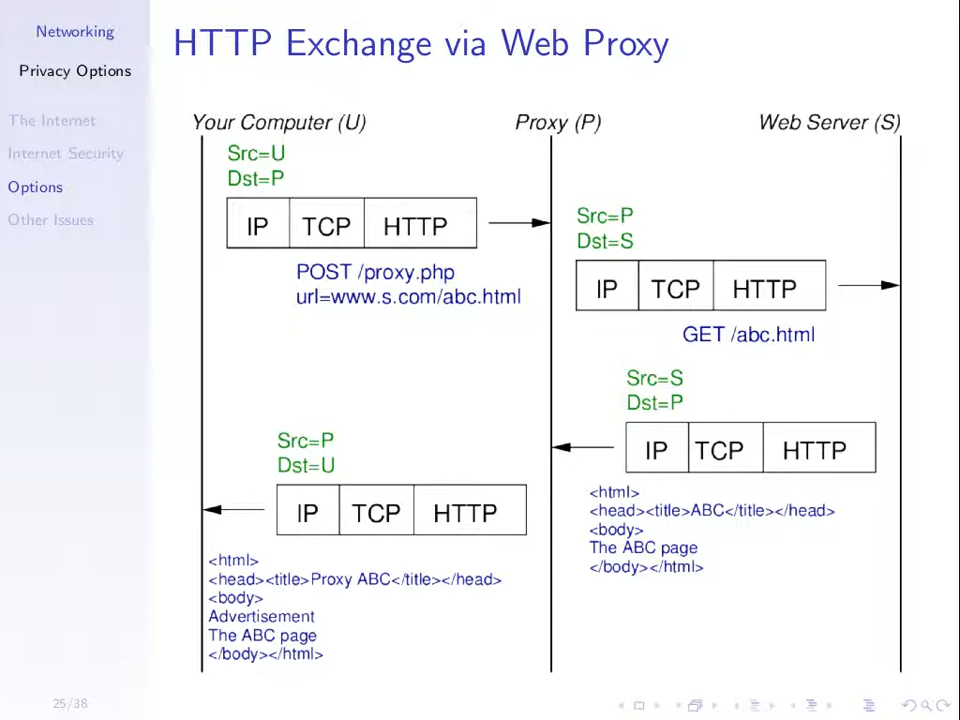 Networking
Privacy Options
The Internet
Internet Security
Options
Other Issues
HTTP Exchange via Web Proxy
Your Computer (U)
Proxy (P)
Web Server (S)
Src=U
Dst=P
IP TCP HTTP
POST /proxy.php
url=www.s.com/abc.html
Src=P
Dst=S
IP TCP HTTP
GET /abc.html
Src=S
Dst=P
IP TCP HTTP
<html>
<head><title>ABC</title></head>
<body>
The ABC page
</body></html>
Src=P
Dst=U
IP TCP HTTP
<html>
<head><title>Proxy ABC</title></head>
<body>
Advertisement
The ABC page
</body></html>
25/38